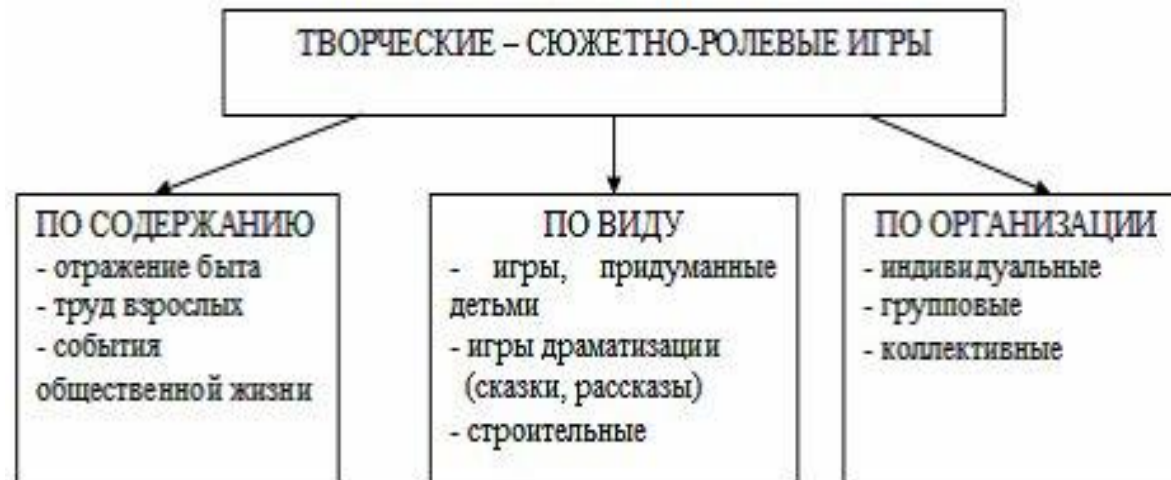 ТВОРЧЕСКИЕ – СЮЖЕТНО-РОЛЕВЫЕ ИГРЫ
ПО СОДЕРЖАНИЮ
- отражение быта
- труд взрослых
- события
общественной жизни
ПО ВИДУ
- игры, придуманные
детьми
- игры драматизации
(сказки, рассказы)
- строительные
ПО ОРГАНИЗАЦИИ
- индивидуальные
- групповые
- коллективные